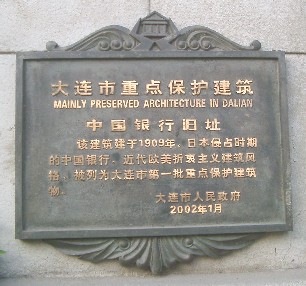 大连市重点保护建筑
MAINLY PRESERVED ARCHITECTURE IN DALIAN
中国银行旧址
该建筑建于1909年，日本侵占时期
的中国银行。近代欧美折衷主义建筑风
格，被列为大连市第一批重点保护建筑
物。
大连市人民政府
2002年1月